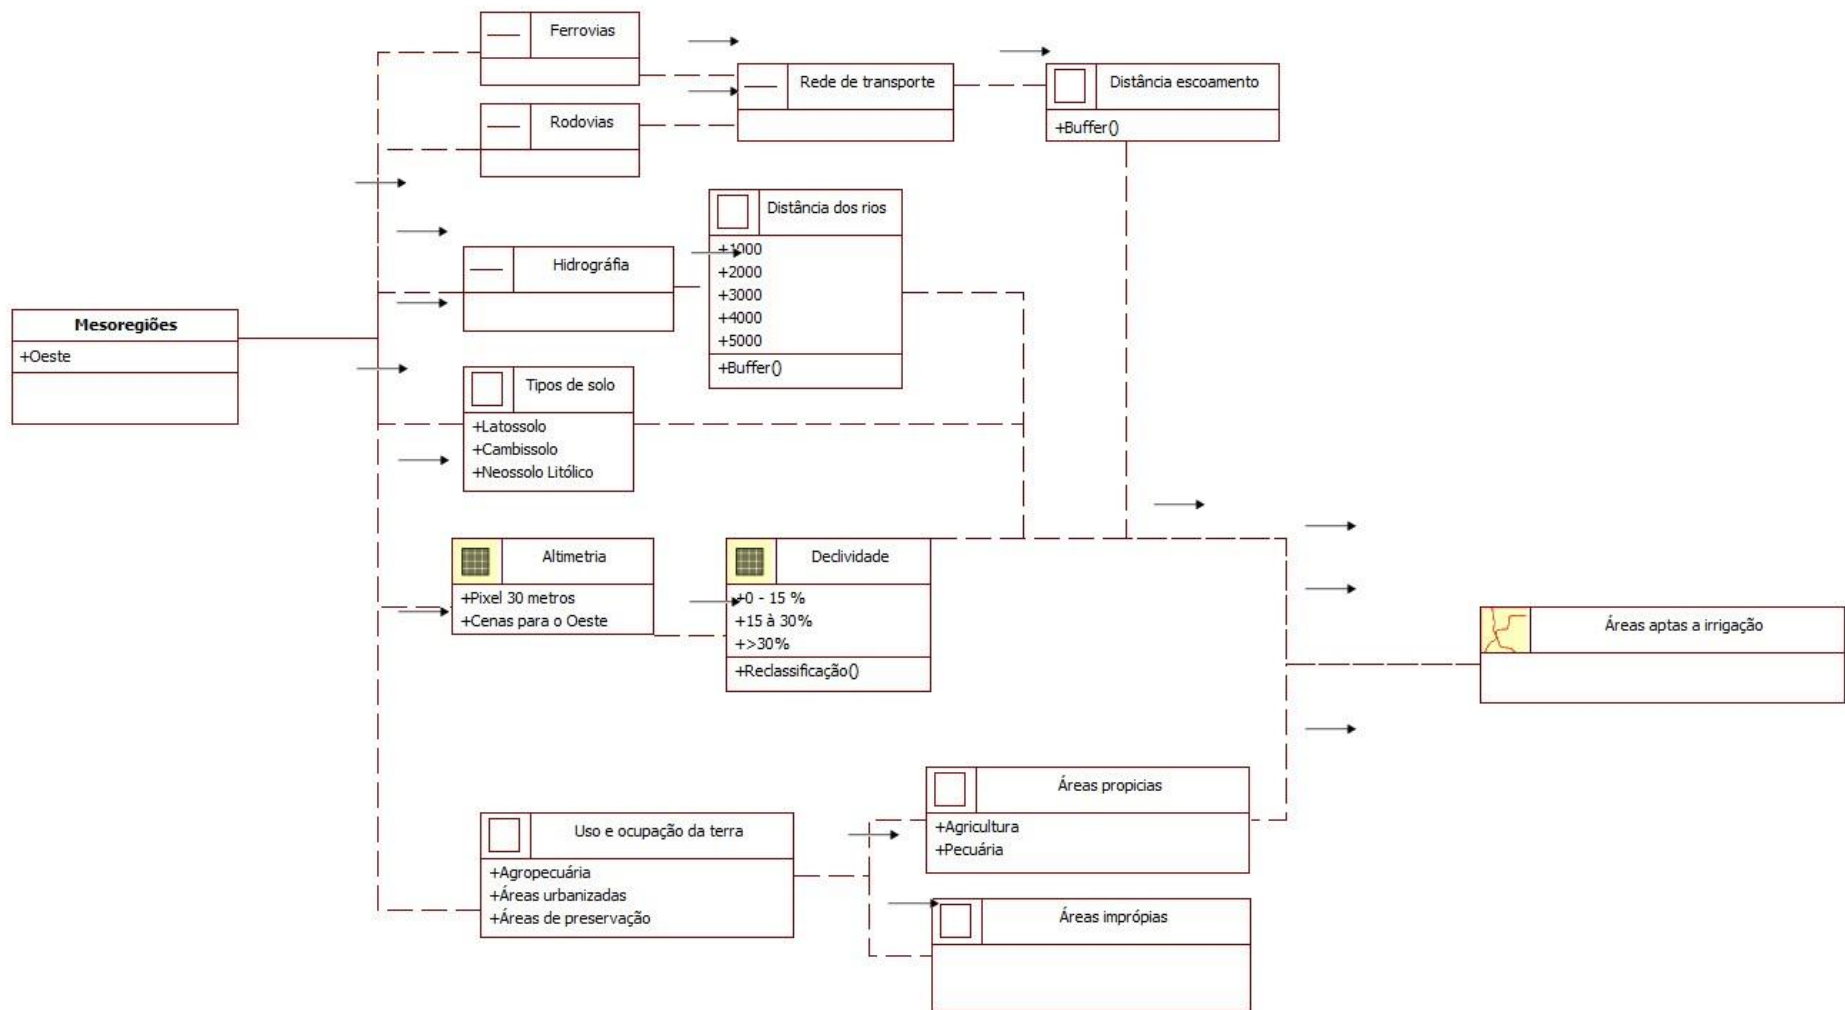 Ferrovias
Rede de transporte
Distância escoamento
+Buffer()
Rodovias
Distância dos rios
+1000
+2000
+3000
+4000
+5000
+Buffer()
Hidrográfia
Mesoregiões
+Oeste
Tipos de solo
+Latossolo
+Cambissolo
+Neossolo Litólico
Altimetria
+Pixel 30 metros
+Cenas para o Oeste
Declividade
+0 - 15 %
+15 à 30%
+>30%
+Reclassificação()
Áreas aptas a irrigação
Uso e ocupação da terra
+Agropecuária
+Áreas urbanizadas
+Áreas de preservação
Áreas propicias
+Agricultura
+Pecuária
Áreas imprópias